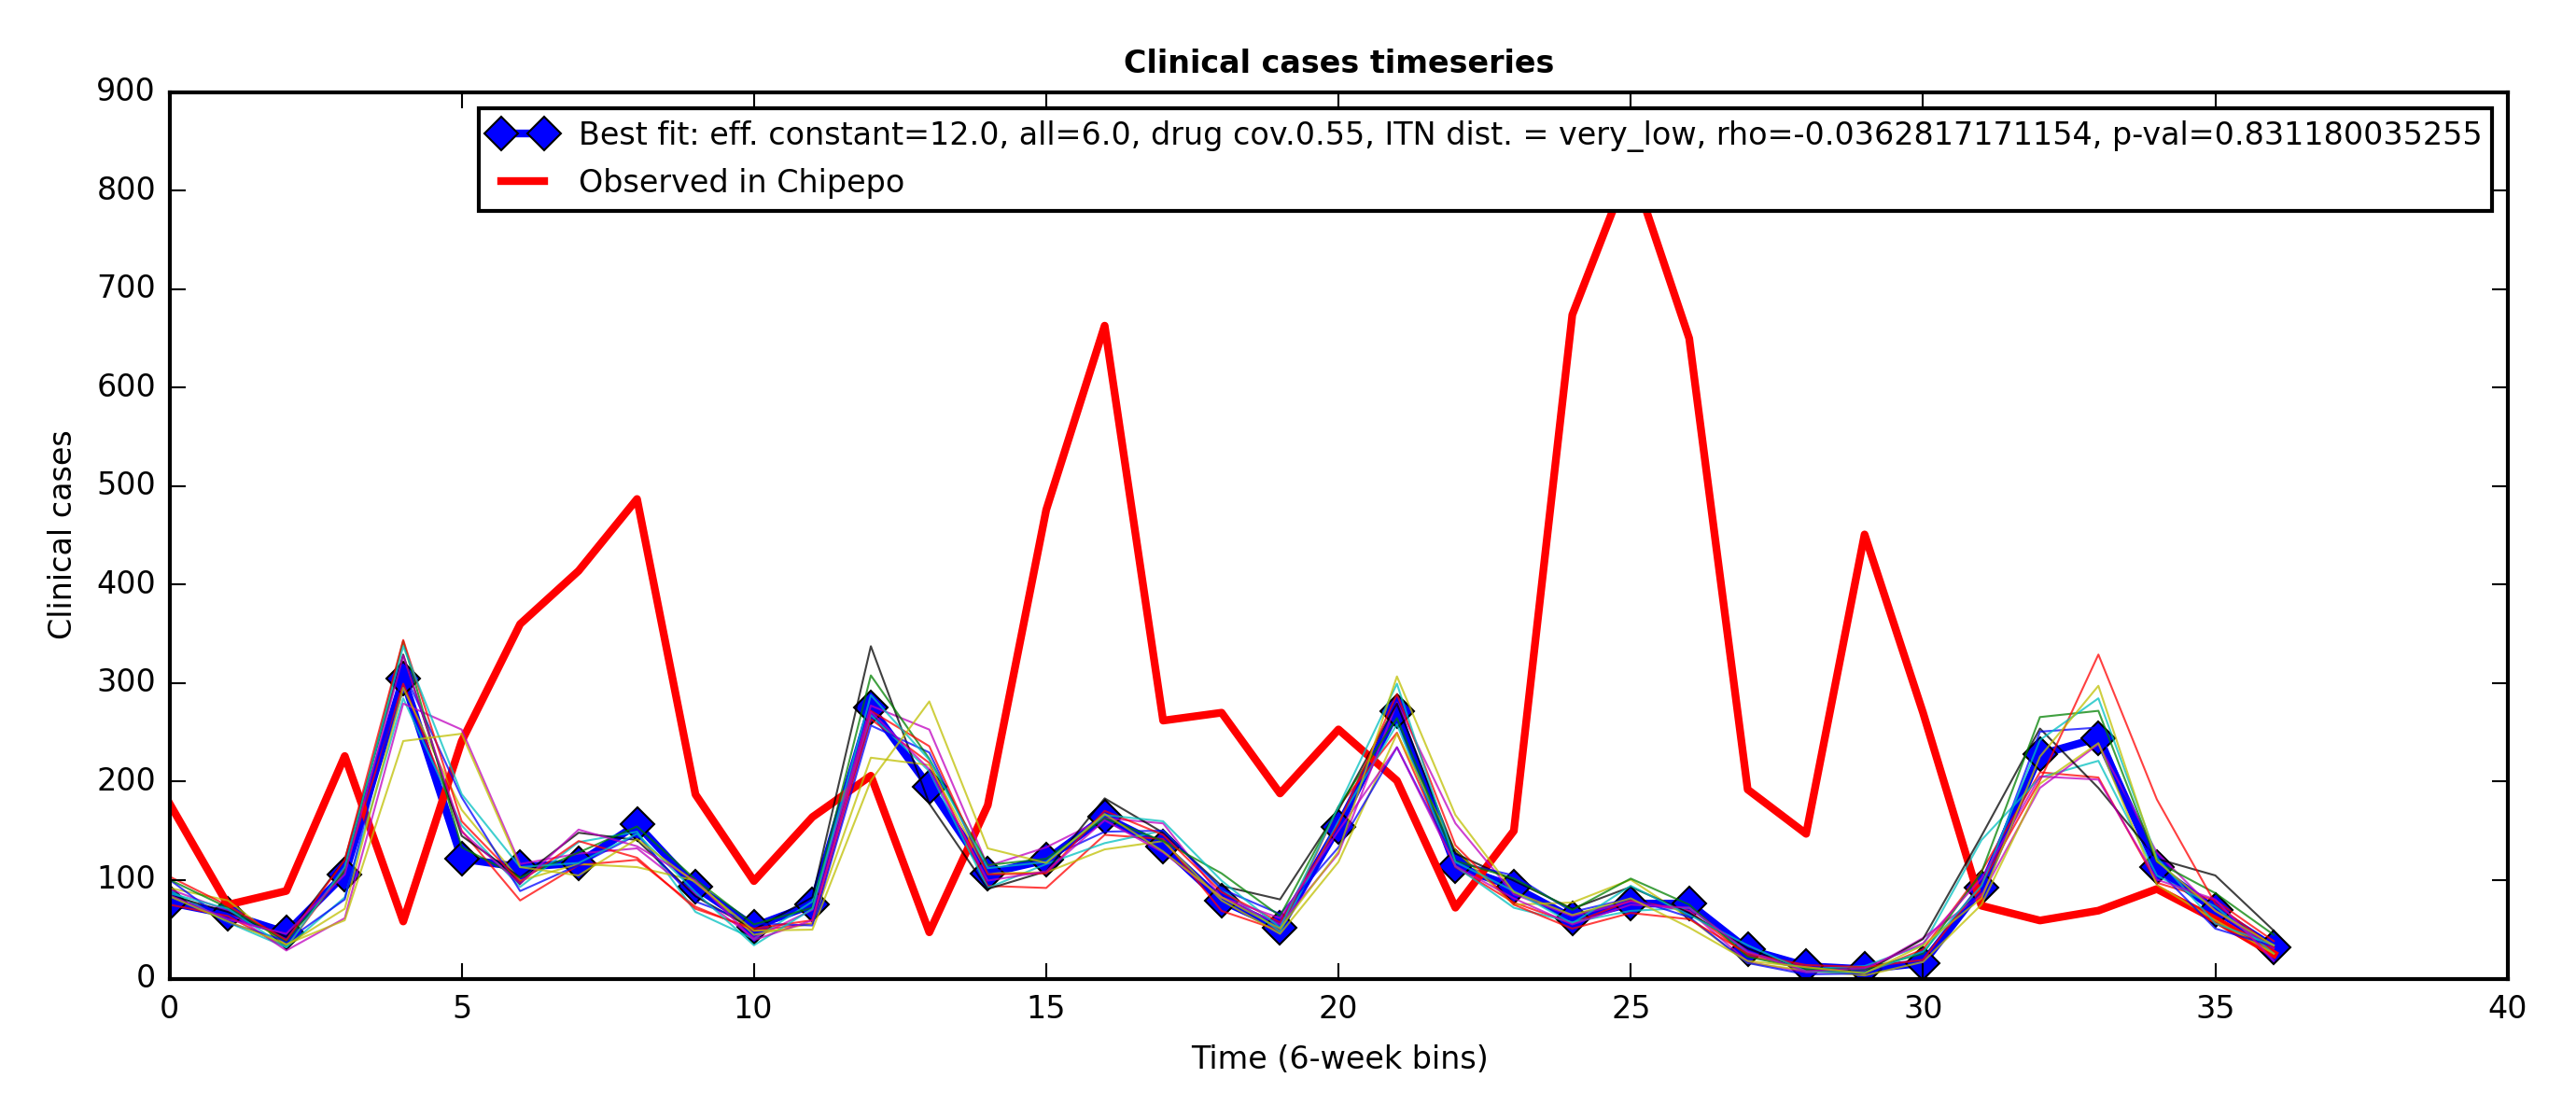 Clinical cases timeseries
900
800
700
600
500
400
300
200
100
0
Clinical cases
Best fit: eff. constant=12.0, all=6.0, drug cov.0.55, ITN dist. = very_low, rho=-0.0362817171154, p-val=0.831180035255
Observed in Chipepo
0 5 10 15 20 25 30 35 40
Time (6-week bins)